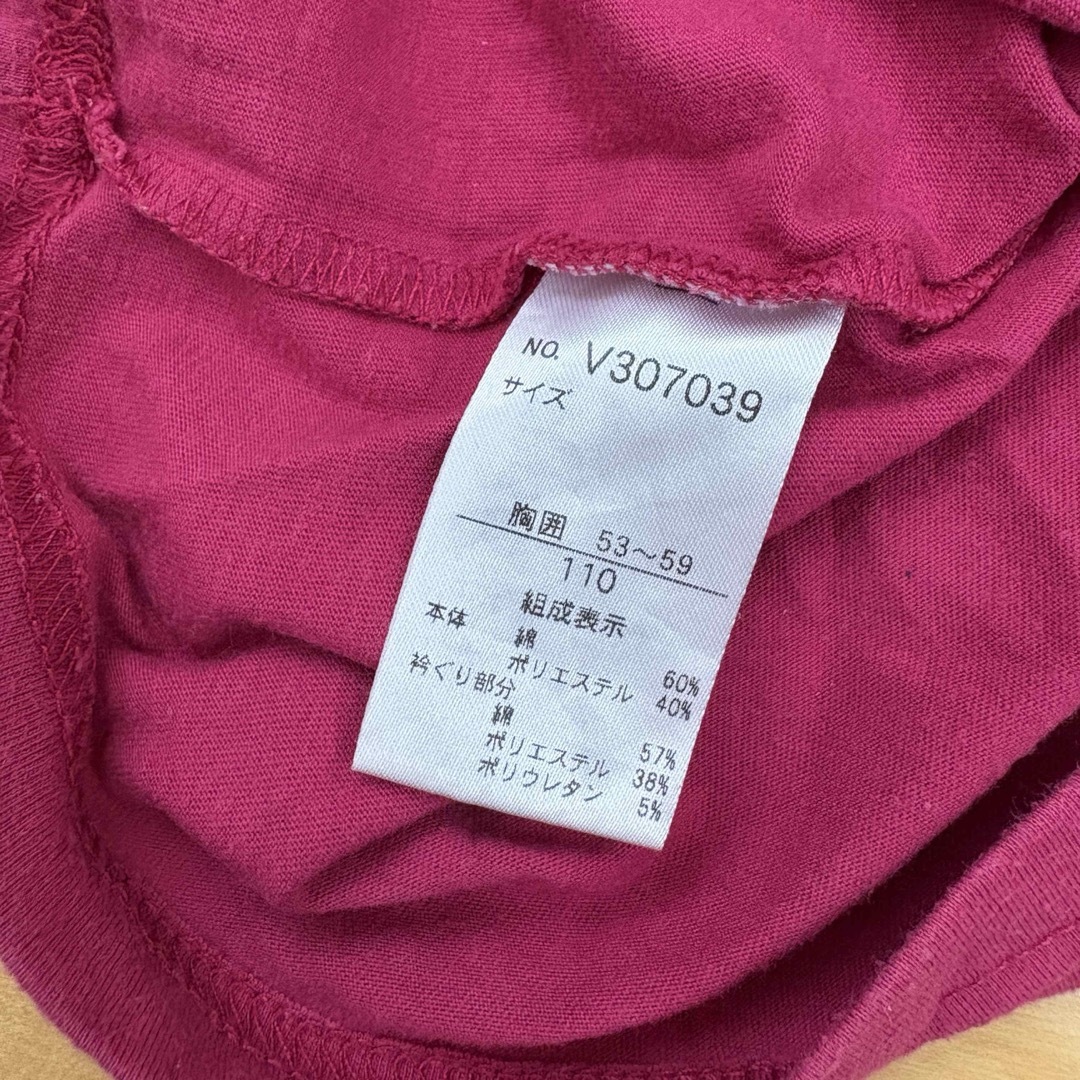 NO. V307039
サイズ
胸囲 53～59
110
組成表示
本体 綿 60%
ポリエステル 40%
衿ぐり部分
綿 57%
ポリエステル 38%
ポリウレタン 5%